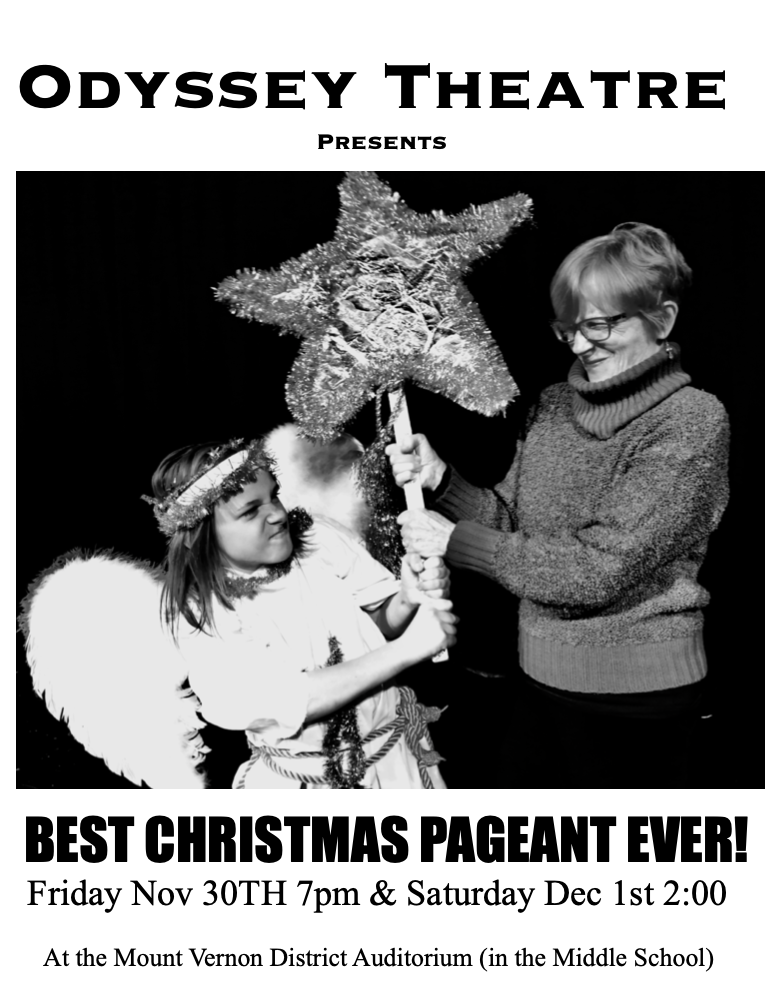 ODYSSEY THEATRE
PRESENTS
BEST CHRISTMAS PAGEANT EVER!
Friday Nov 30TH 7pm & Saturday Dec 1st 2:00
At the Mount Vernon District Auditorium (in the Middle School)